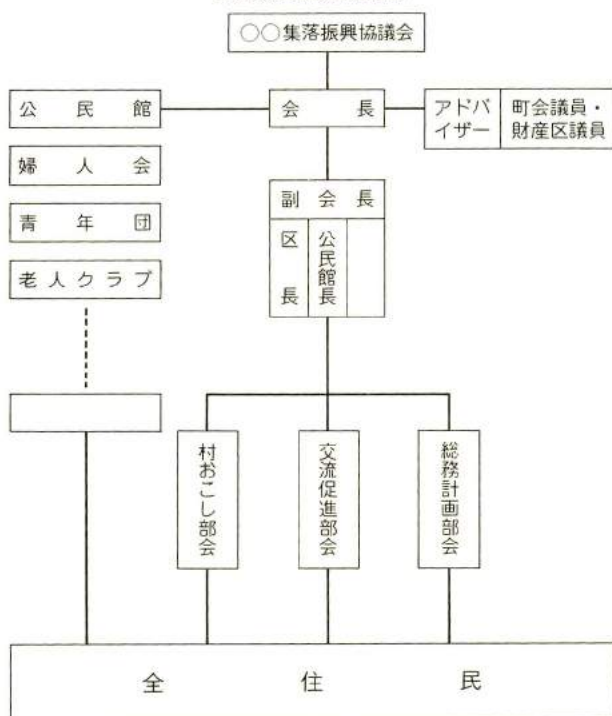 ○○集落振興協議会
公民館
会長
アドバイザー
町会議員・
財産区議員
婦人会
青年団
老人クラブ
副会長
区長
公民館長
村おこし部会
交流促進部会
総務計画部会
全住民